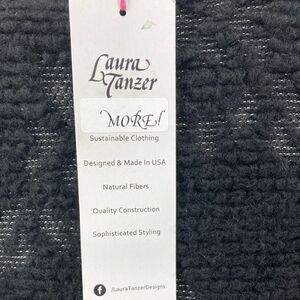 Laura
Tanzer
MORE!
Sustainable Clothing
Designed & Made In USA
Natural Fibers
Quality Construction
Sophisticated Styling
f /LauraTanzerDesigns